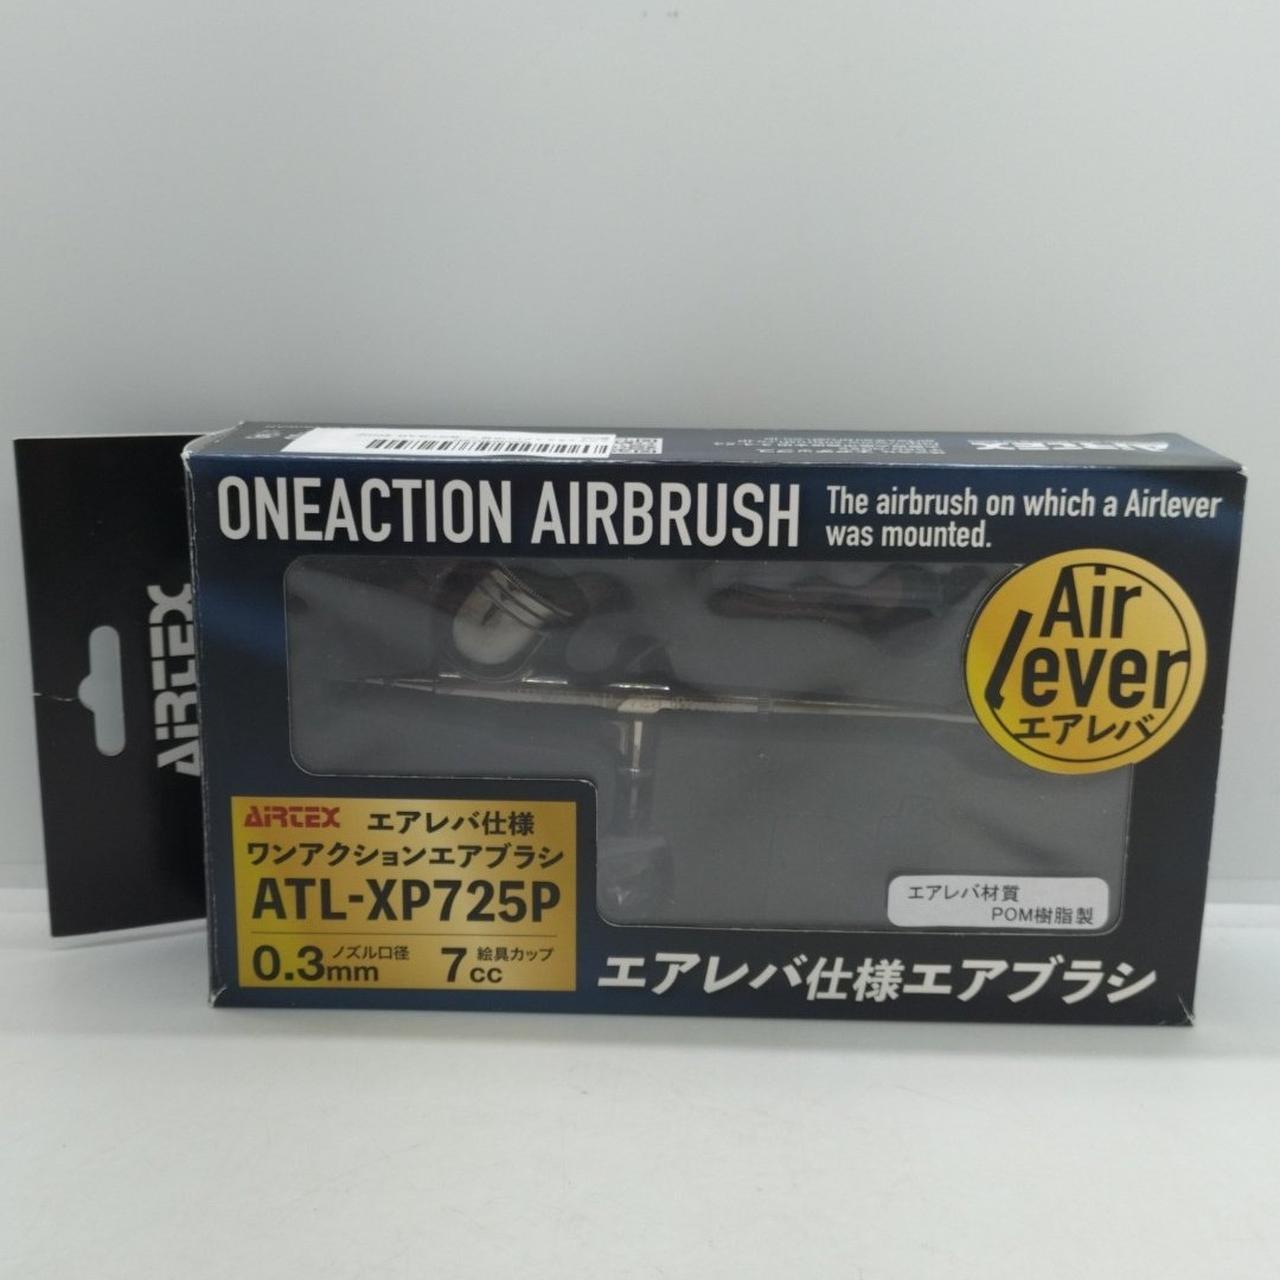 AIRTEX
AIRTEX
ONEACTION AIRBRUSH
The airbrush on which a Airlever
was mounted.
Air
lever
エアレバ
AIRTEX エアレバ仕様
ワンアクションエアブラシ
ATL-XP725P
0.3mm ノズル口径 7cc 絵具カップ
エアレバ材質
POM樹脂製
エアレバ仕様エアブラシ